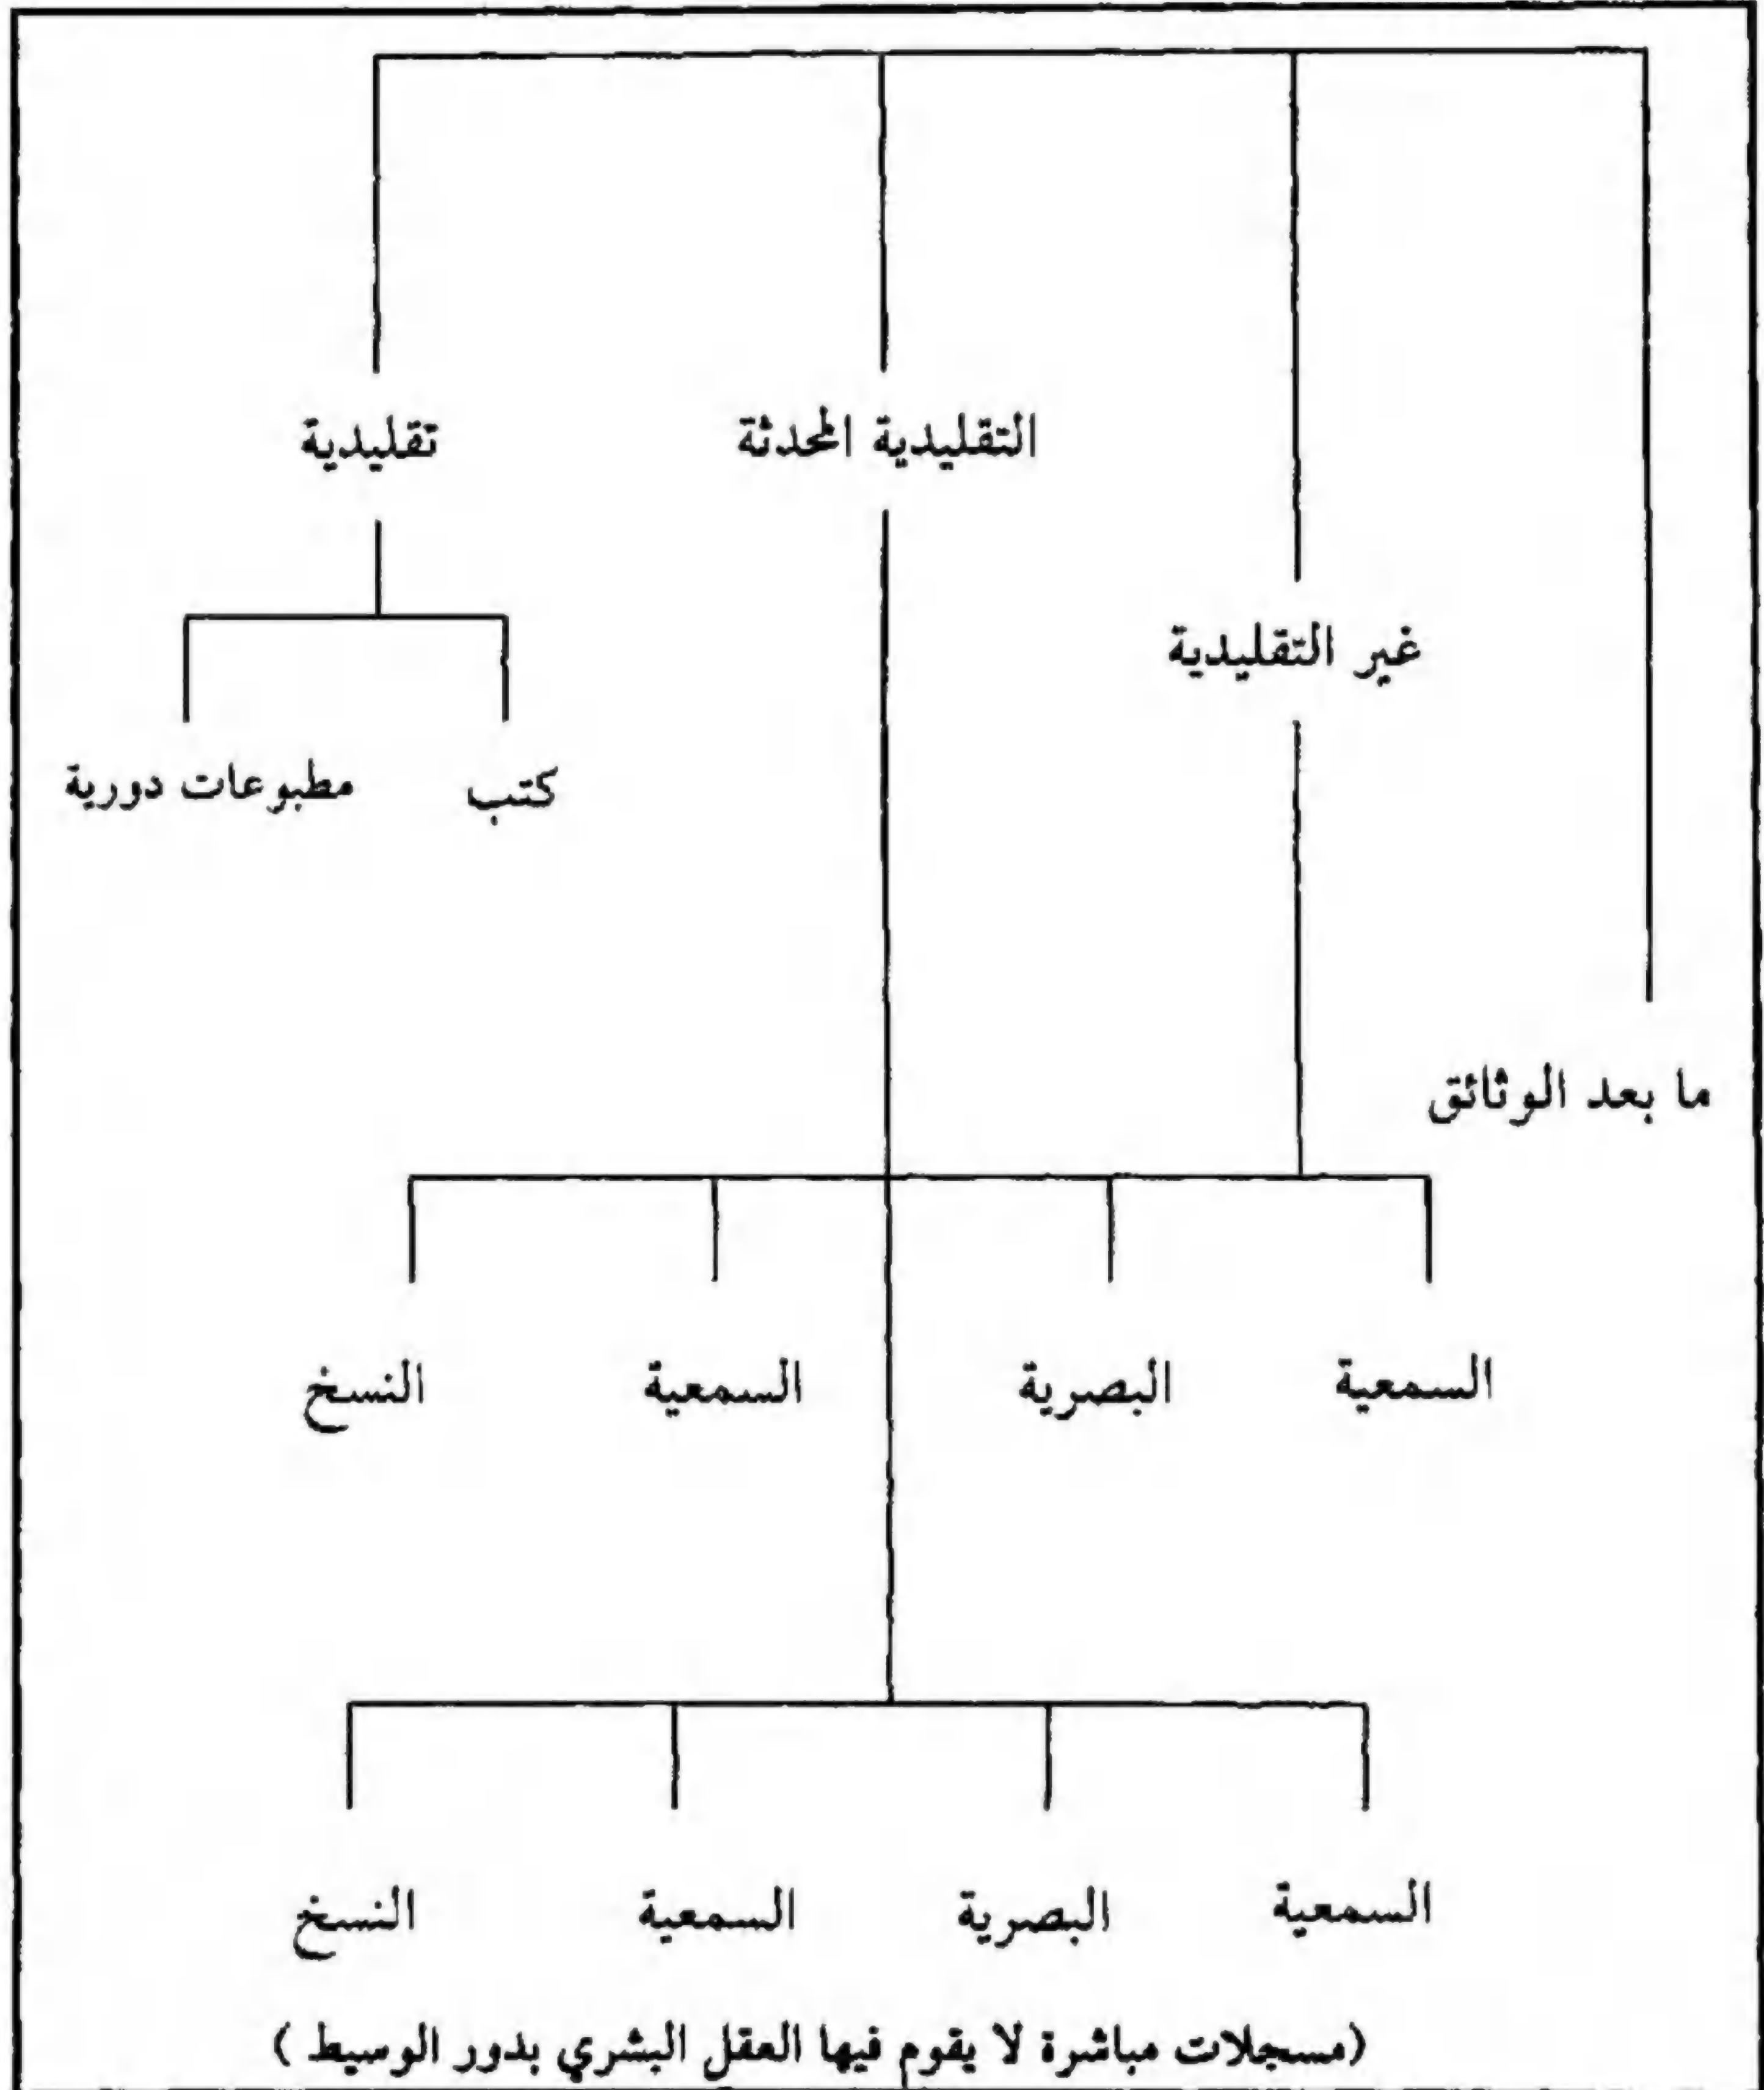 التقليدية المحدثة تقليدية
غير التقليدية
كتب مطبوعات دورية
ما بعد الوثائق
السمعية البصرية السمعية النسخ
السمعية البصرية السمعية النسخ
(مسجلات مباشرة لا يقوم فيها العقل البشري بدور الوسيط )